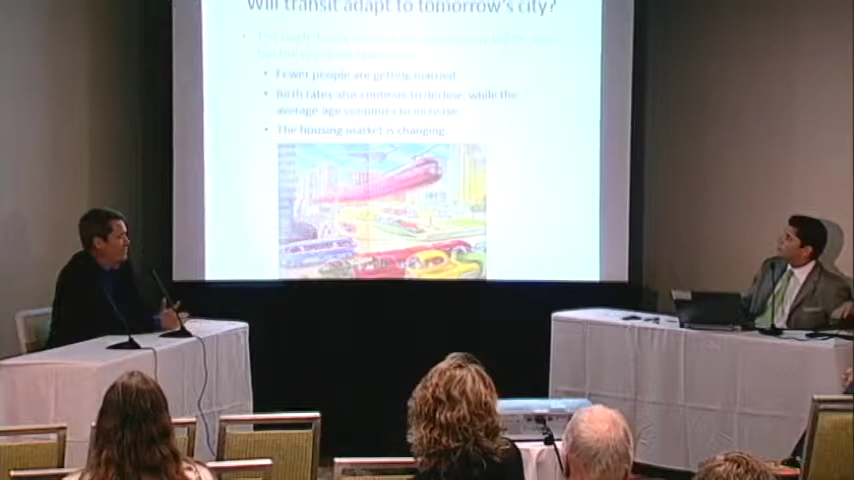 Will transit adapt to tomorrow's city?
• Fewer people are getting married.
• Birth rates also continue to decline, while the
average age continues to increase.
• The housing market is changing.